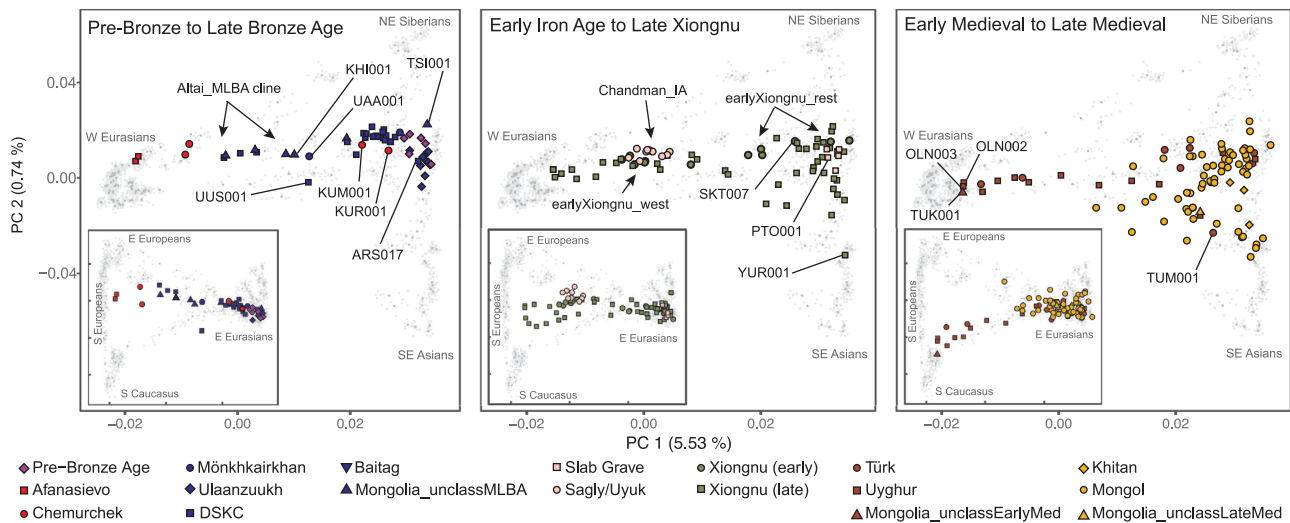 Pre-Bronze to Late Bronze Age
NE Siberians
TSI001
KHI001
Altai_MLBA cline
UAA001
W Eurasians
UUS001
KUM001
KUR001
ARS017
E Europeans
S Europeans
E Eurasians
S Caucasus
SE Asians
Early Iron Age to Late Xiongnu
NE Siberians
Chandman_IA
earlyXiongnu_rest
W Eurasians
earlyXiongnu_west
SKT007
PTO001
YUR001
E Europeans
S Europeans
E Eurasians
S Caucasus
SE Asians
Early Medieval to Late Medieval
NE Siberians
W Eurasians
OLN002
OLN003
TUK001
TUM001
E Europeans
S Europeans
E Eurasians
S Caucasus
SE Asians
PC 2 (0.74 %)
0.04
0.00
−0.04
−0.02 0.00 0.02
−0.02 0.00 0.02
−0.02 0.00 0.02
PC 1 (5.53 %)
Pre−Bronze Age
Afanasievo
Chemurchek
Mönkhkairkhan
Ulaanzuukh
DSKC
Baitag
Mongolia_unclassMLBA
Slab Grave
Sagly/Uyuk
Xiongnu (early)
Xiongnu (late)
Türk
Uyghur
Mongolia_unclassEarlyMed
Khitan
Mongol
Mongolia_unclassLateMed